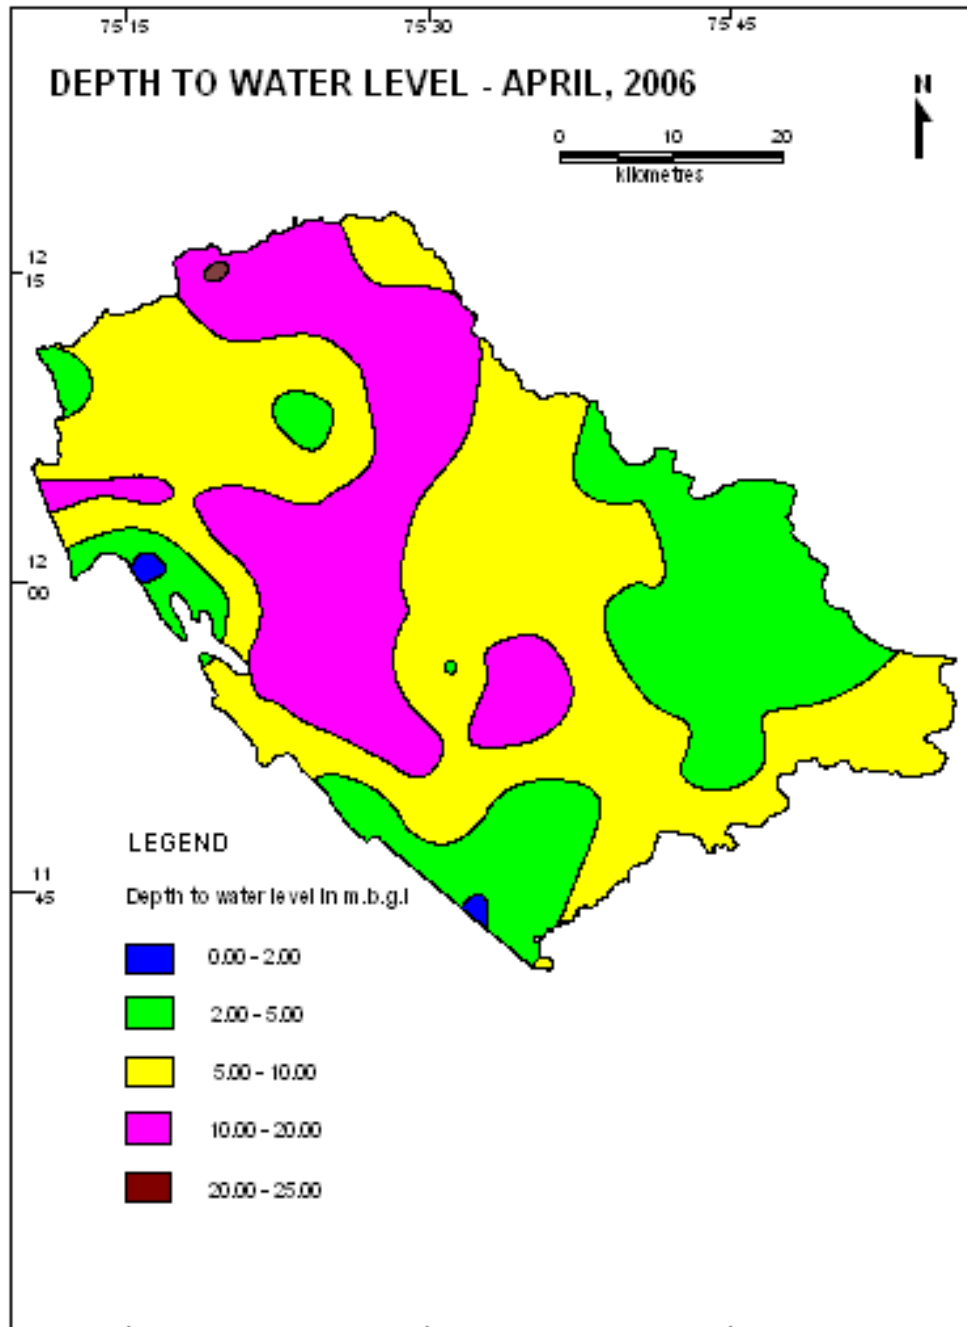 75 15
75 30
75 45
DEPTH TO WATER LEVEL - APRIL, 2006
N
0 10 20
kilometres
12
15
12
00
11
45
LEGEND
Depth to water level in m.b.g.l
0.00 - 2.00
2.00 - 5.00
5.00 - 10.00
10.00 - 20.00
20.00 - 25.00